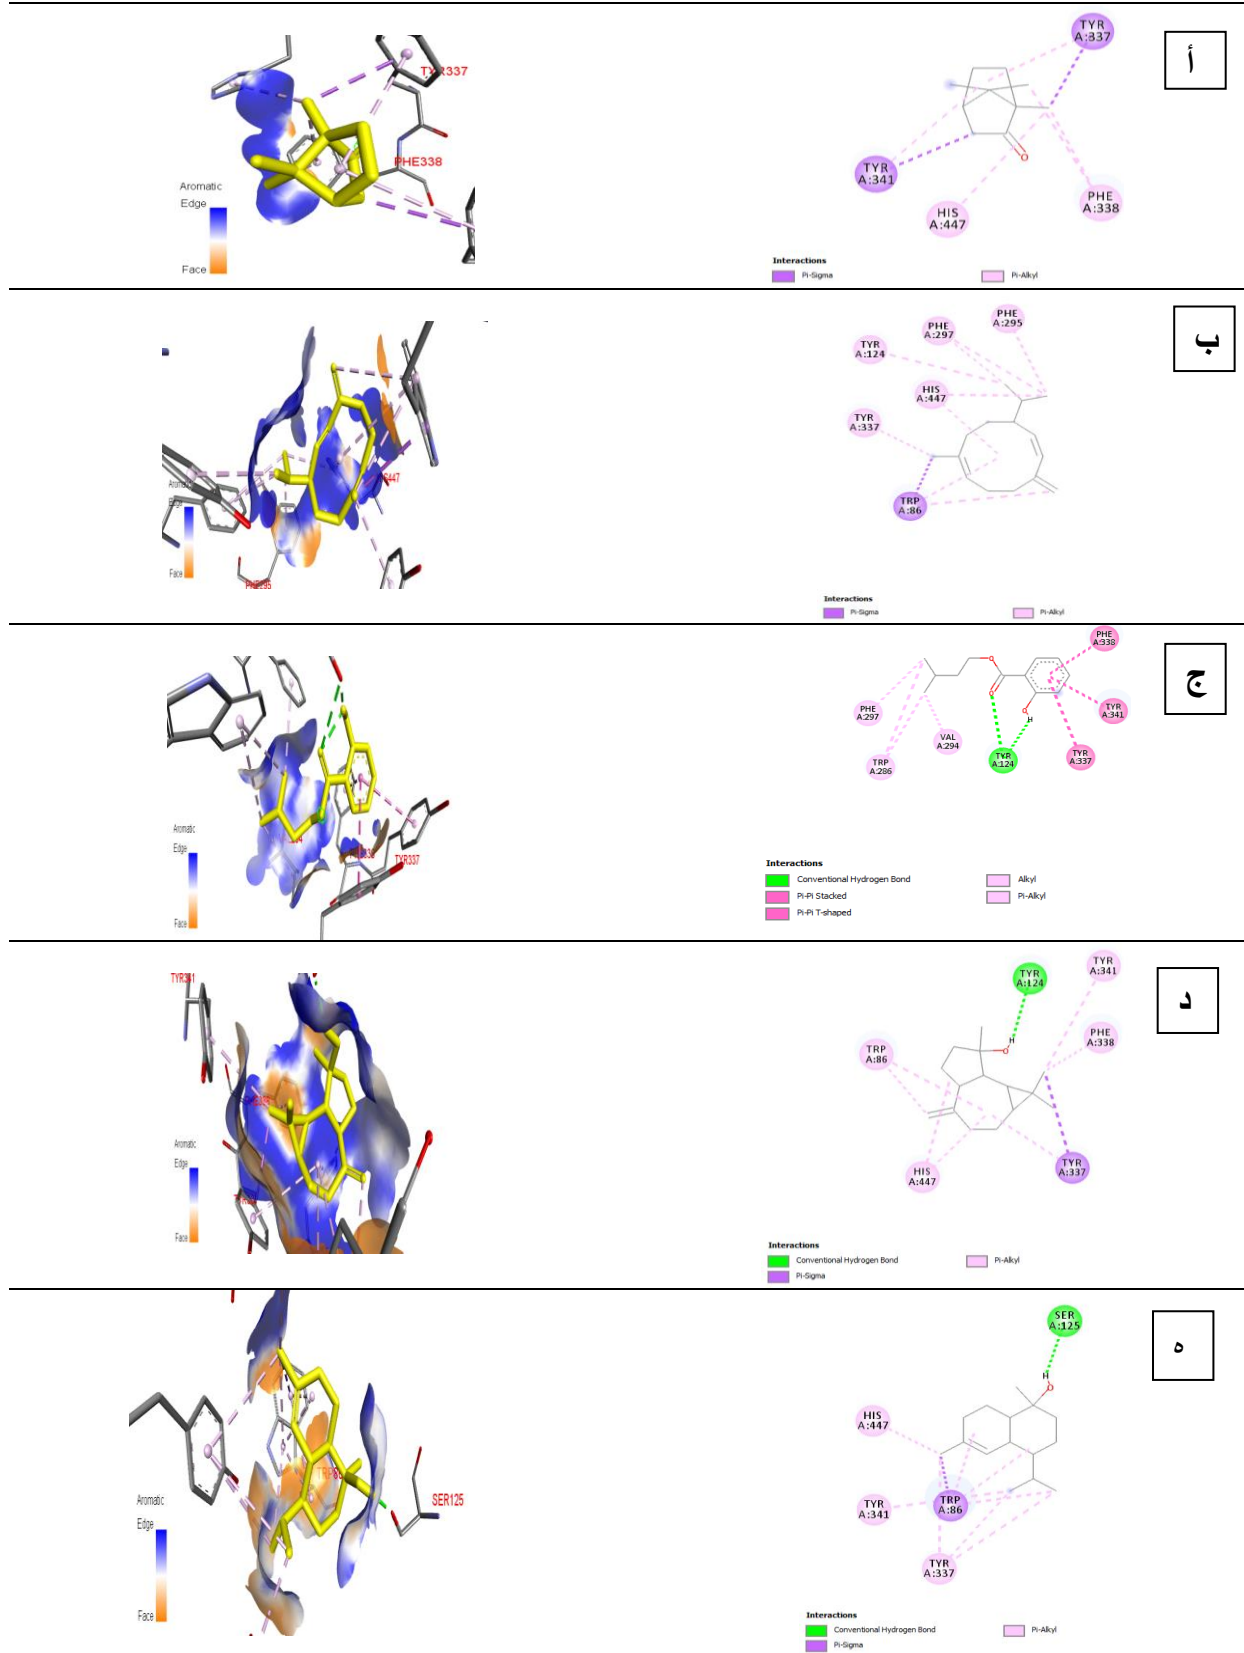 TYR337
PHE338
Aromatic
Edge
Face
TYR
A:337
TYR
A:341
HIS
A:447
PHE
A:338
Interactions
Pi-Sigma
Pi-Alkyl
أ
Edge
Face
PHE295
PHE
A:295
PHE
A:297
TYR
A:124
HIS
A:447
TYR
A:337
TRP
A:86
Interactions
Pi-Sigma
Pi-Alkyl
ب
Aromatic
Edge
Face
TYR337
O
O
O
H
PHE
A:338
TYR
A:341
TYR
A:337
TYR
A:124
VAL
A:294
PHE
A:297
TRP
A:286
Interactions
Conventional Hydrogen Bond
Pi-Pi Stacked
Pi-Pi T-shaped
Alkyl
Pi-Alkyl
ج
TYR341
Aromatic
Edge
Face
TYR
A:124
TYR
A:341
PHE
A:338
TRP
A:86
H
O
HIS
A:447
TYR
A:337
Interactions
Conventional Hydrogen Bond
Pi-Sigma
Pi-Alkyl
د
Aromatic
Edge
Face
SER125
SER
A:125
H
O
HIS
A:447
TYR
A:341
TRP
A:86
TYR
A:337
Interactions
Conventional Hydrogen Bond
Pi-Sigma
Pi-Alkyl
ه